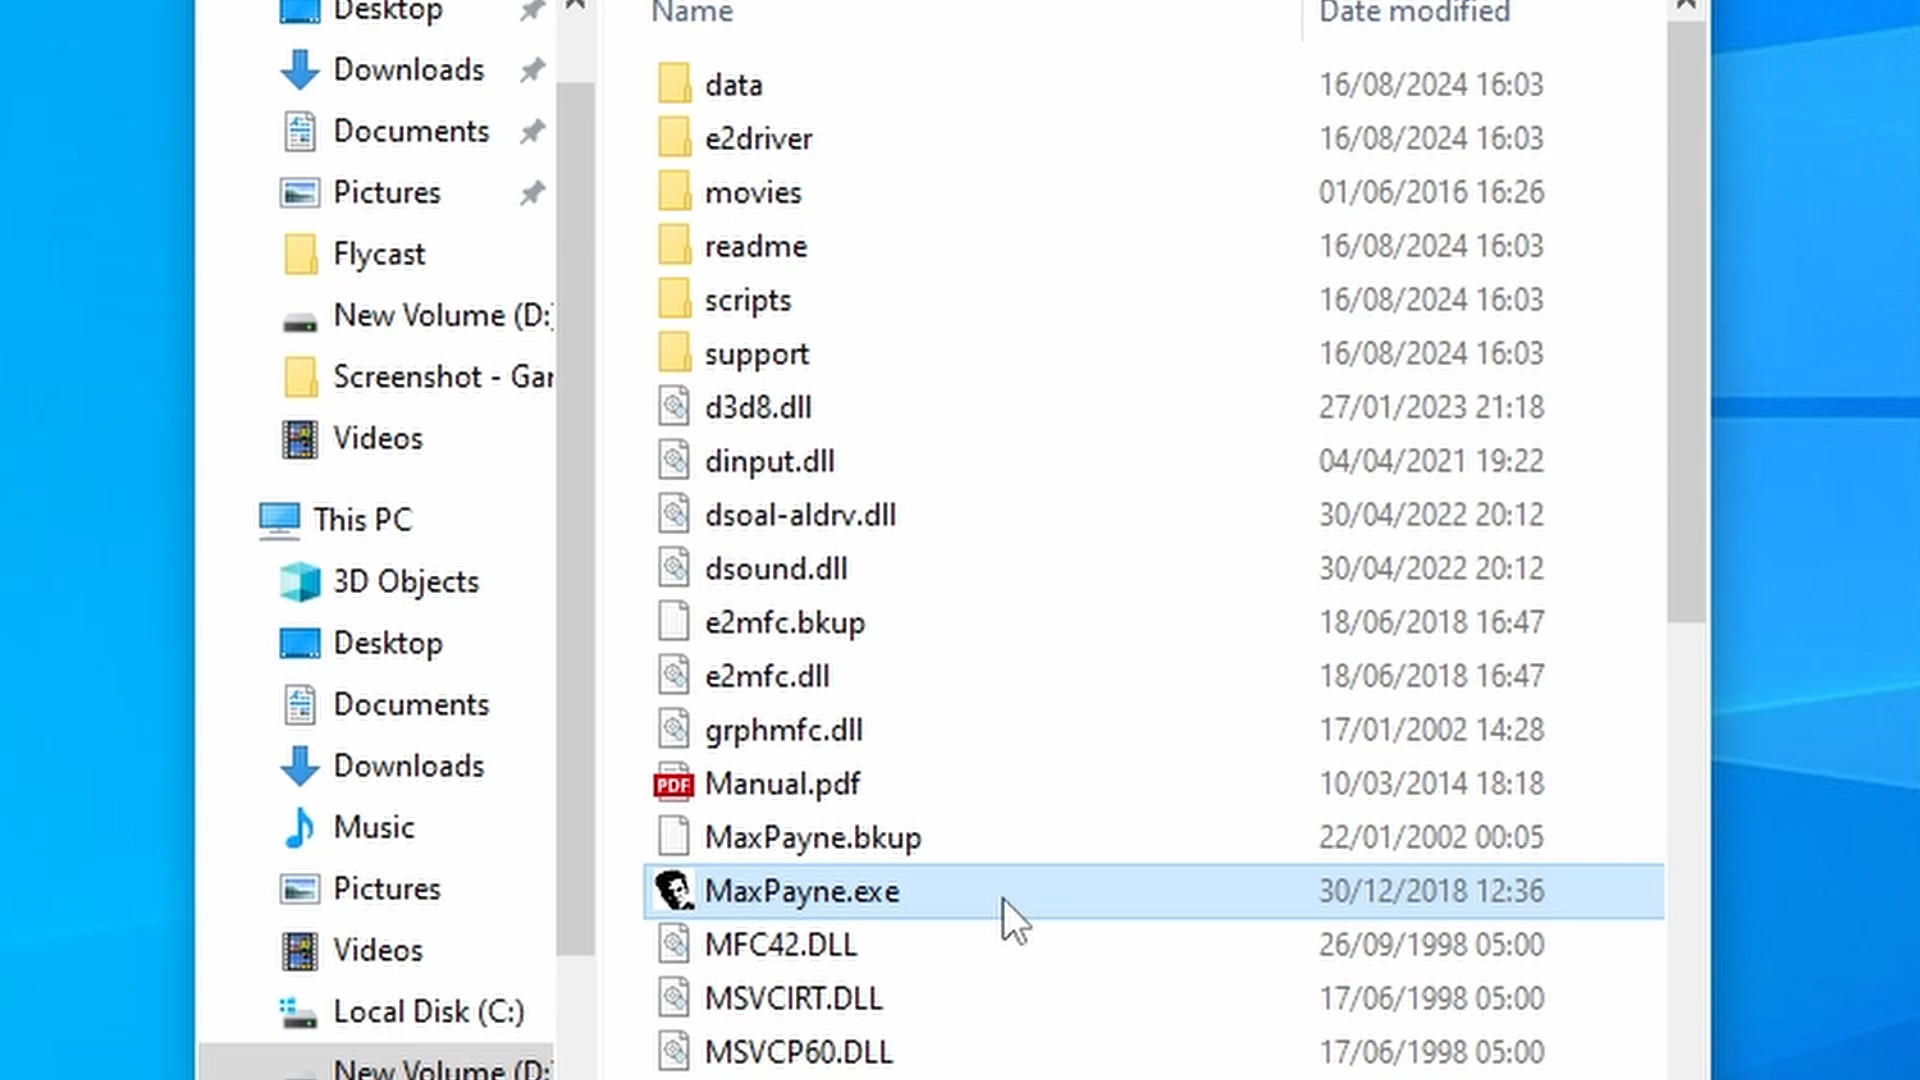 Desktop
Downloads
Documents
Pictures
Flycast
New Volume (D:)
Screenshot - Gar
Videos
This PC
3D Objects
Desktop
Documents
Downloads
Music
Pictures
Videos
Local Disk (C:)
New Volume (D:
Name Date modified
data 16/08/2024 16:03
e2driver 16/08/2024 16:03
movies 01/06/2016 16:26
readme 16/08/2024 16:03
scripts 16/08/2024 16:03
support 16/08/2024 16:03
d3d8.dll 27/01/2023 21:18
dinput.dll 04/04/2021 19:22
dsoal-aldrv.dll 30/04/2022 20:12
dsound.dll 30/04/2022 20:12
e2mfc.bkup 18/06/2018 16:47
e2mfc.dll 18/06/2018 16:47
grphmfc.dll 17/01/2002 14:28
PDF Manual.pdf 10/03/2014 18:18
MaxPayne.bkup 22/01/2002 00:05
MaxPayne.exe 30/12/2018 12:36
MFC42.DLL 26/09/1998 05:00
MSVCIRT.DLL 17/06/1998 05:00
MSVCP60.DLL 17/06/1998 05:00